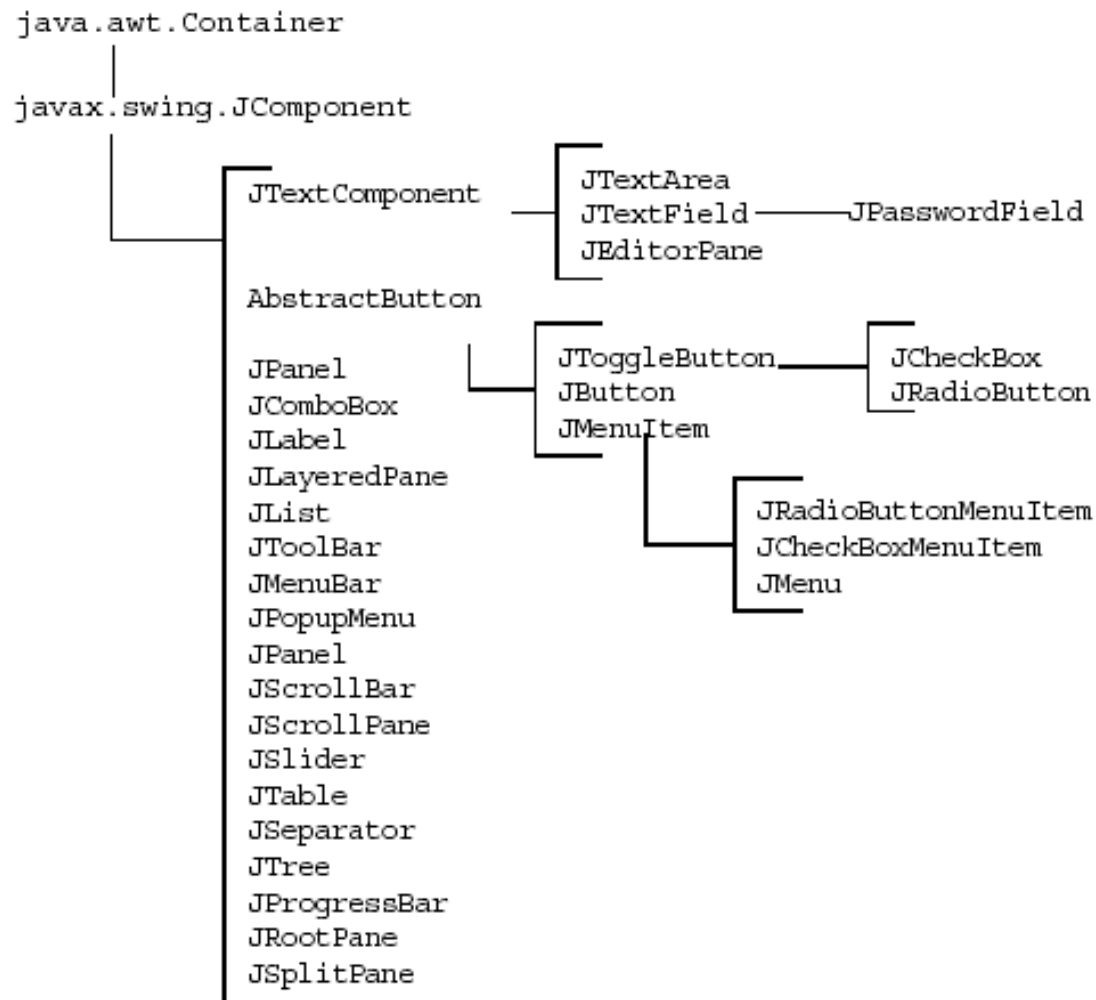 java.awt.Container
javax.swing.JComponent
JTextComponent
JTextArea
JTextField
JPasswordField
JEditorPane
AbstractButton
JToggleButton
JButton
JMenuItem
JCheckBox
JRadioButton
JRadioButtonMenuItem
JCheckBoxMenuItem
JMenu
JPanel
JComboBox
JLabel
JLayeredPane
JList
JToolBar
JMenuBar
JPopupMenu
JPanel
JScrollBar
JScrollPane
JSlider
JTable
JSeparator
JTree
JProgressBar
JRootPane
JSplitPane